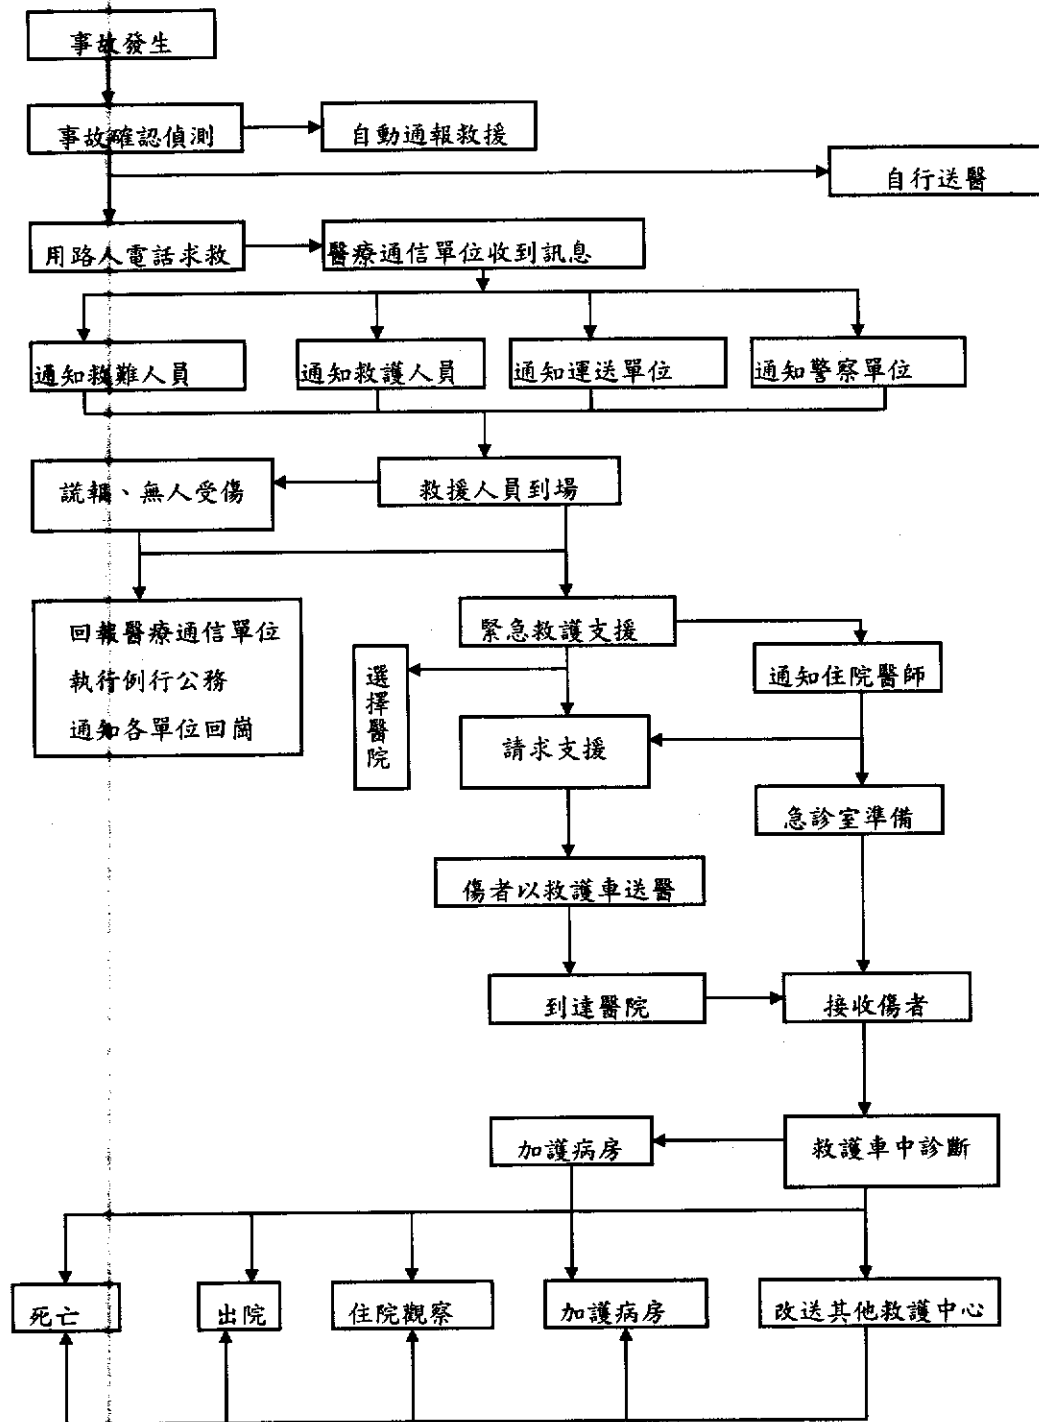 事故發生
事故確認偵測
自動通報救援
自行送醫
用路人電話求救
醫療通信單位收到訊息
通知救難人員
通知救護人員
通知運送單位
通知警察單位
謊報、無人受傷
救援人員到場
回報醫療通信單位
執行例行公務
通知各單位回崗
緊急救護支援
選擇醫院
通知住院醫師
請求支援
急診室準備
傷者以救護車送醫
到達醫院
接收傷者
加護病房
救護車中診斷
死亡
出院
住院觀察
加護病房
改送其他救護中心